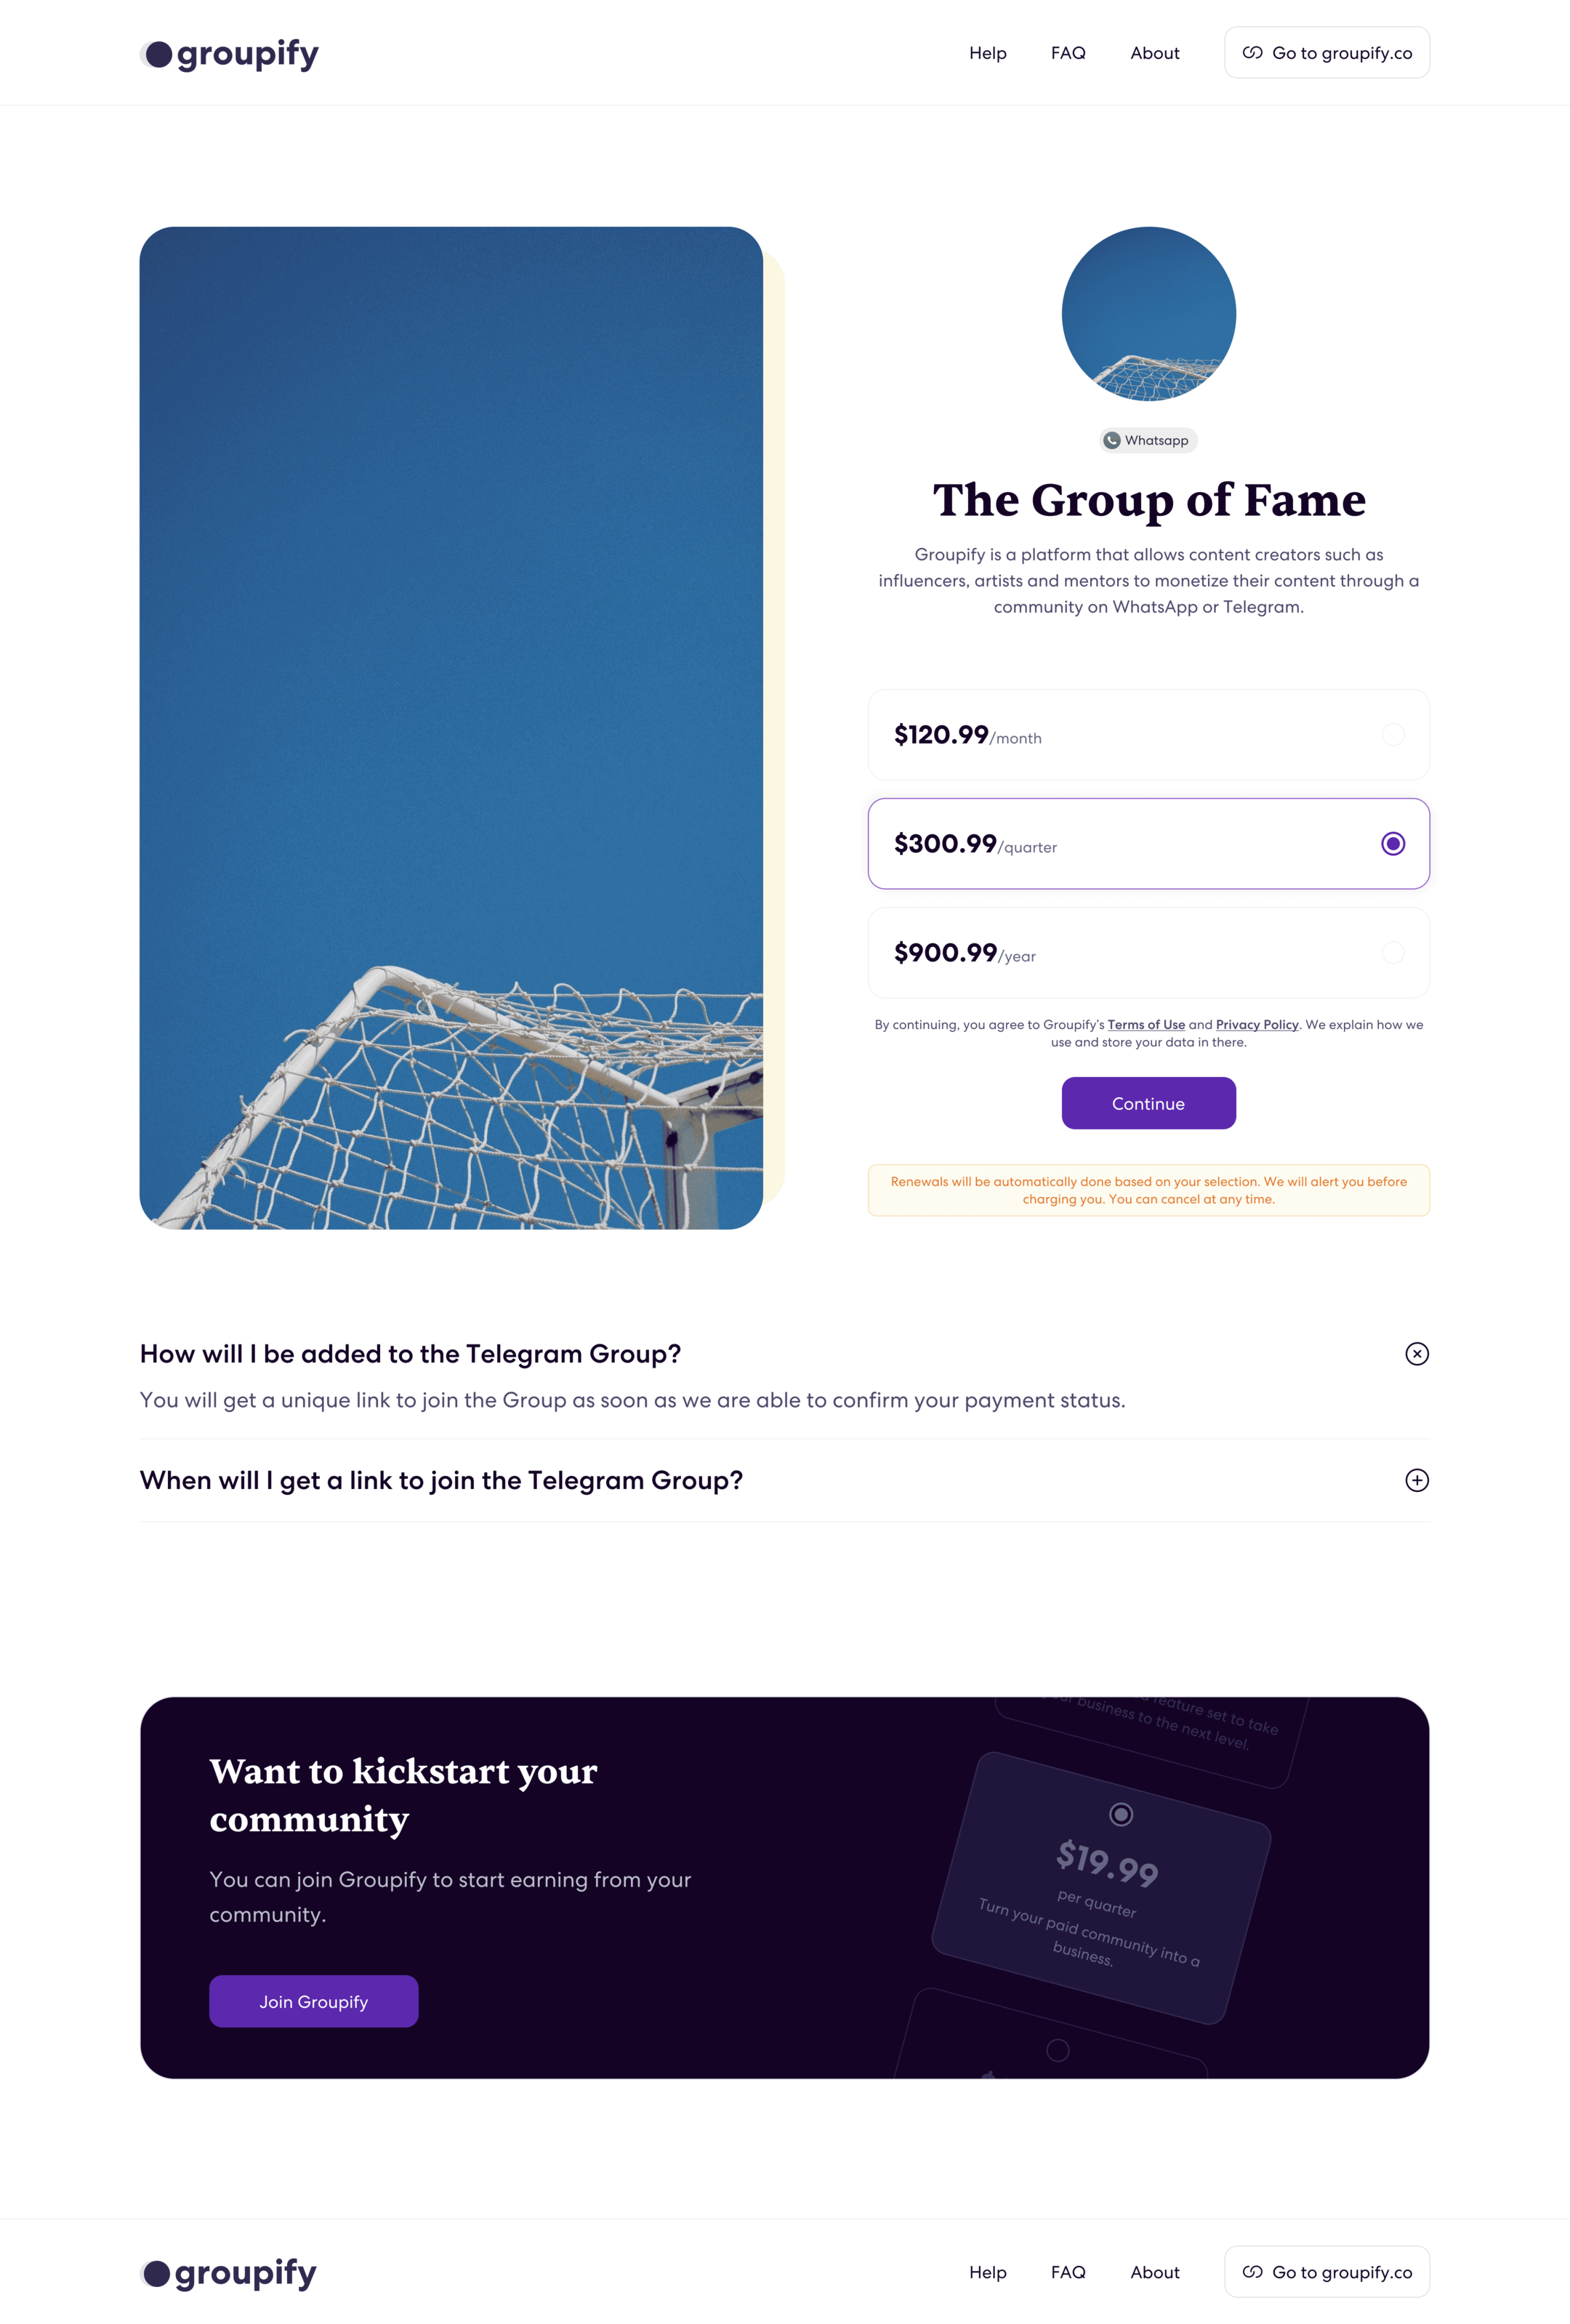 groupify
Help
FAQ
About
Go to groupify.co
Whatsapp
The Group of Fame
Groupify is a platform that allows content creators such as
influencers, artists and mentors to monetize their content through a
community on WhatsApp or Telegram.
$120.99/month
$300.99/quarter
$900.99/year
By continuing, you agree to Groupify's Terms of Use and Privacy Policy. We explain how we
use and store your data in there.
Continue
Renewals will be automatically done based on your selection. We will alert you before
charging you. You can cancel at any time.
How will I be added to the Telegram Group?
You will get a unique link to join the Group as soon as we are able to confirm your payment status.
When will I get a link to join the Telegram Group?
Want to kickstart your
community
You can join Groupify to start earning from your
community.
Join Groupify
feature set to take
your business to the next level.
$19.99
per quarter
Turn your paid community into a
business.
groupify
Help
FAQ
About
Go to groupify.co